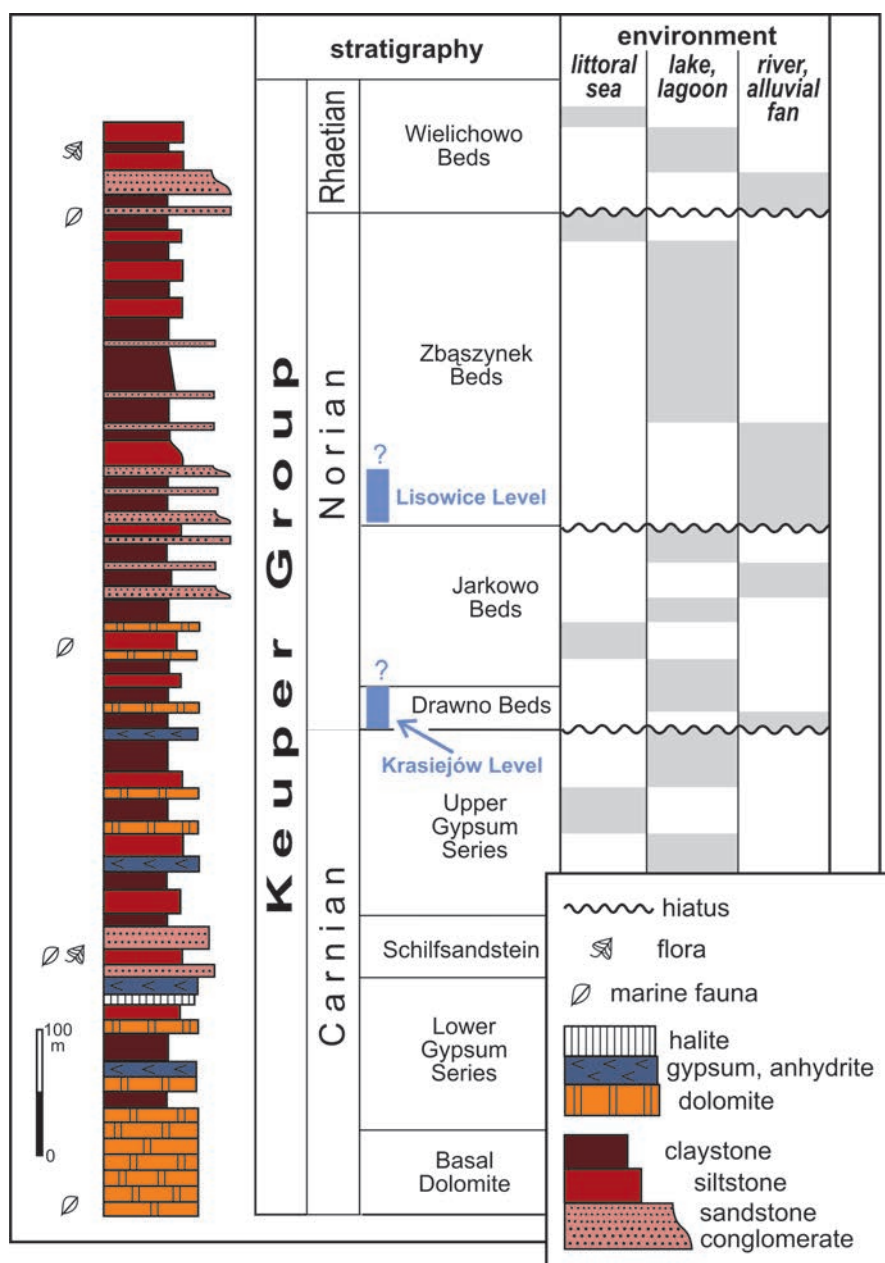 stratigraphy
environment
littoral
sea
lake,
lagoon
river,
alluvial
fan
Keuper Group
Rhaetian
Norian
Carnian
Wielichowo
Beds
Zbąszynek
Beds
?
Lisowice Level
Jarkowo
Beds
?
Drawno Beds
Krasiejów Level
Upper
Gypsum
Series
Schilfsandstein
Lower
Gypsum
Series
Basal
Dolomite
100
m
0
hiatus
flora
marine fauna
halite
gypsum, anhydrite
dolomite
claystone
siltstone
sandstone
conglomerate